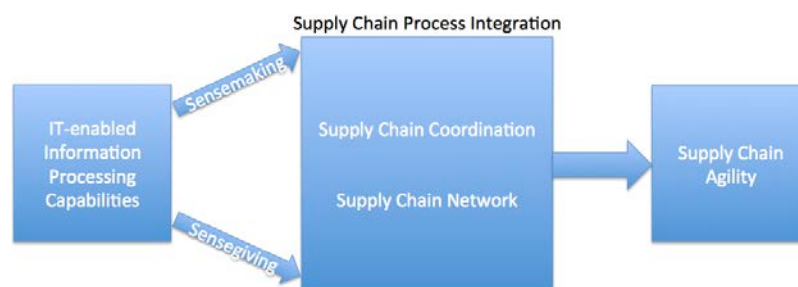 Supply Chain Process Integration
Sensemaking
IT-enabled
Information
Processing
Capabilities
Supply Chain Coordination
Supply Chain Network
Supply Chain
Agility
Sensegiving